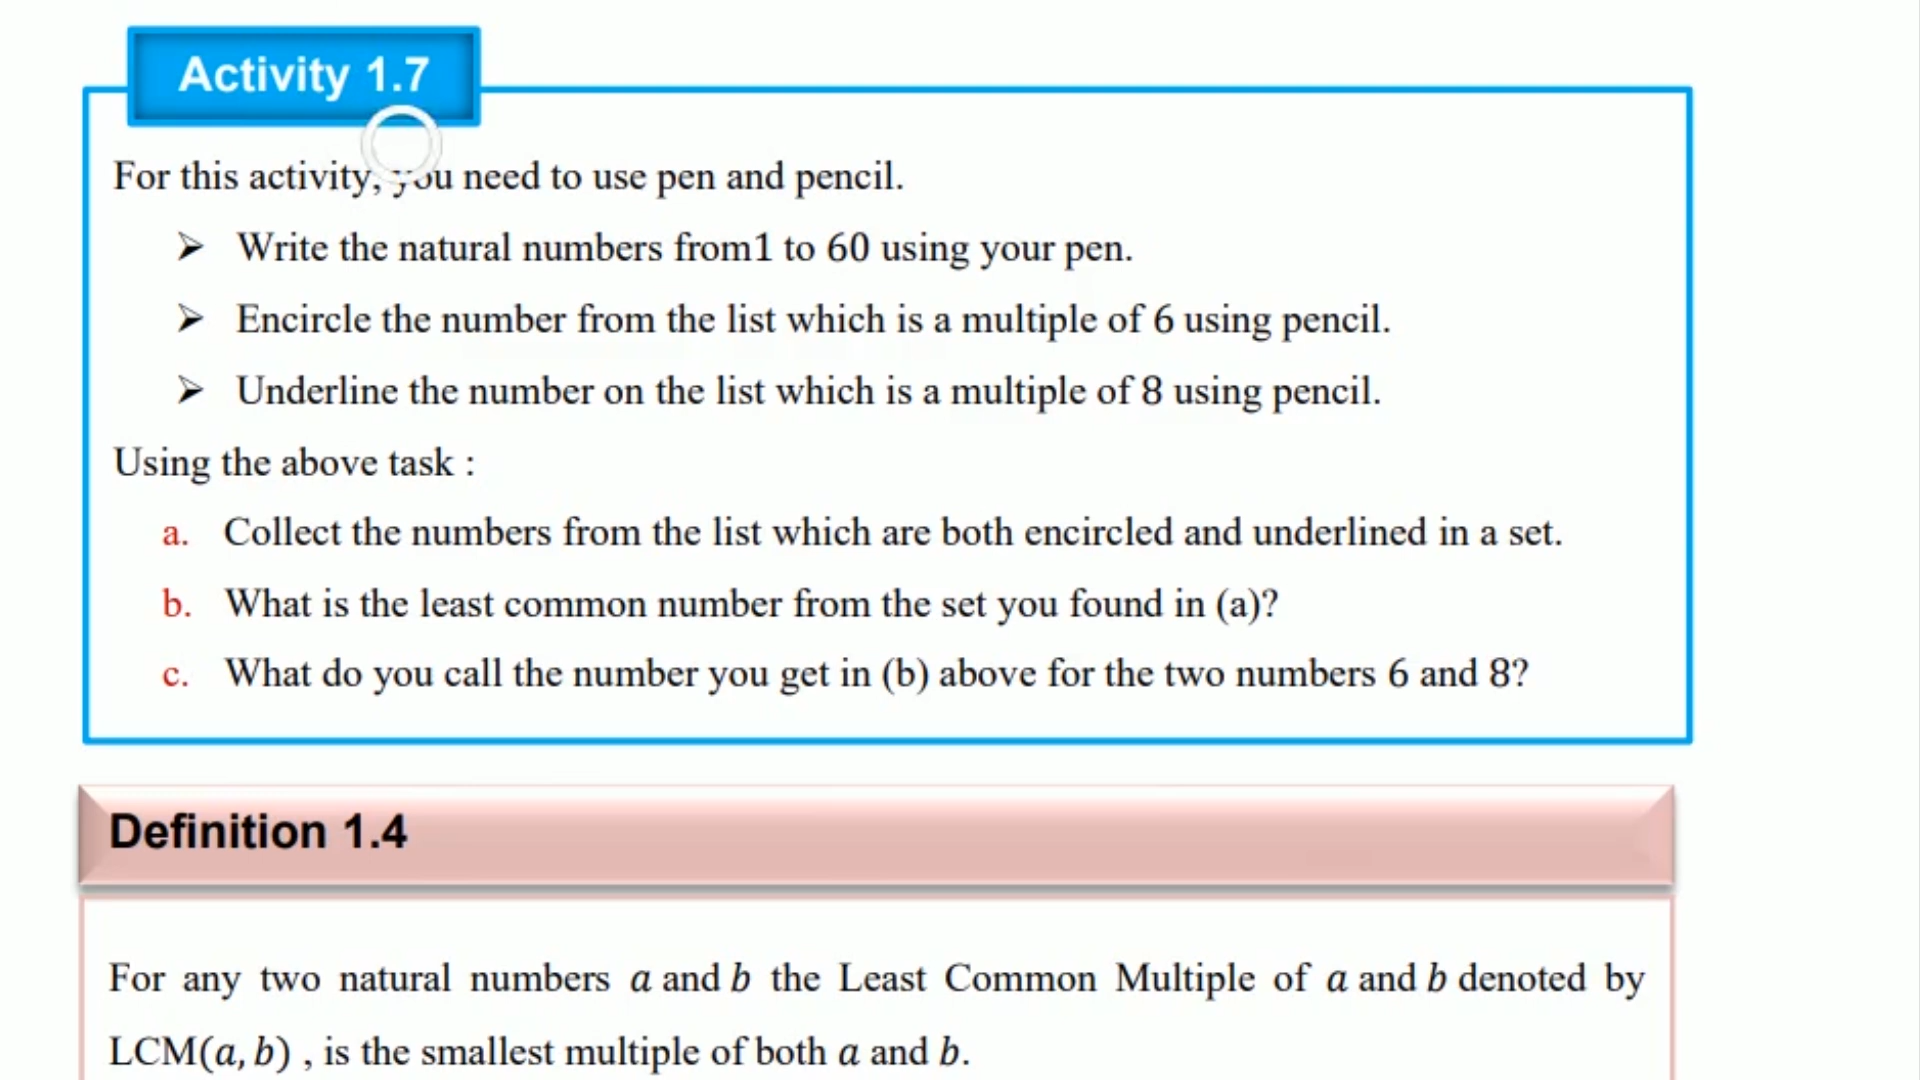 Activity 1.7
For this activity, you need to use pen and pencil.
➢ Write the natural numbers from1 to 60 using your pen.
➢ Encircle the number from the list which is a multiple of 6 using pencil.
➢ Underline the number on the list which is a multiple of 8 using pencil.
Using the above task :
a. Collect the numbers from the list which are both encircled and underlined in a set.
b. What is the least common number from the set you found in (a)?
c. What do you call the number you get in (b) above for the two numbers 6 and 8?
Definition 1.4
For any two natural numbers a and b the Least Common Multiple of a and b denoted by
LCM(a, b) , is the smallest multiple of both a and b.